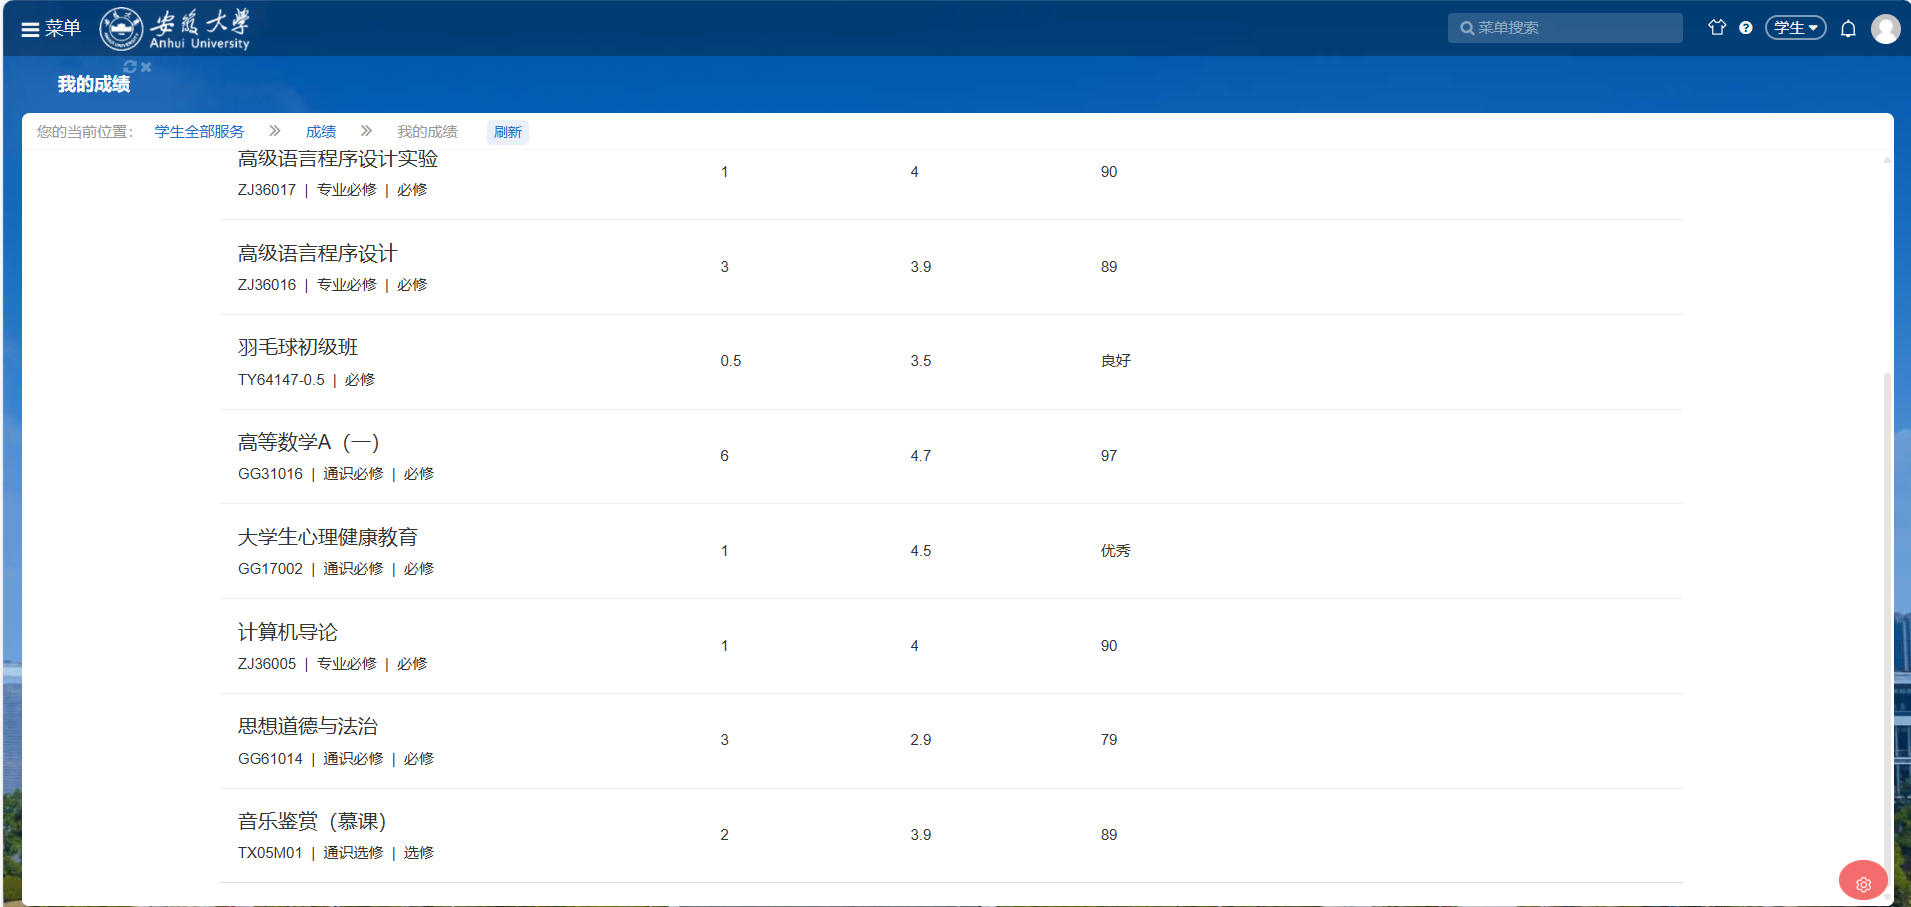 菜单
安徽大学
Anhui University
菜单搜索
学生
我的成绩
您的当前位置： 学生全部服务 成绩 我的成绩 刷新
高级语言程序设计实验
1 4 90
ZJ36017 | 专业必修 | 必修
高级语言程序设计
3 3.9 89
ZJ36016 | 专业必修 | 必修
羽毛球初级班
0.5 3.5 良好
TY64147-0.5 | 必修
高等数学A（一）
6 4.7 97
GG31016 | 通识必修 | 必修
大学生心理健康教育
1 4.5 优秀
GG17002 | 通识必修 | 必修
计算机导论
1 4 90
ZJ36005 | 专业必修 | 必修
思想道德与法治
3 2.9 79
GG61014 | 通识必修 | 必修
音乐鉴赏（慕课）
2 3.9 89
TX05M01 | 通识选修 | 选修